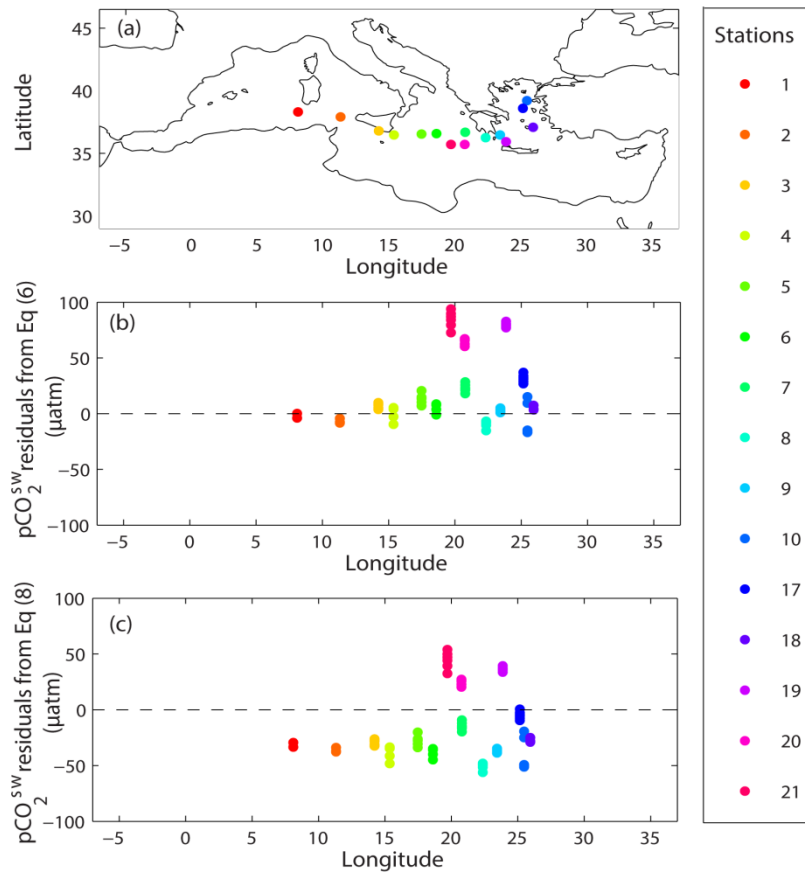 (a)
45
40
35
30
Latitude
−5 0 5 10 15 20 25 30 35
Longitude
(b)
100
50
0
−50
−100
pCO₂ˢʷ residuals from Eq (6)
(µatm)
−5 0 5 10 15 20 25 30 35
Longitude
(c)
100
50
0
−50
−100
pCO₂ˢʷ residuals from Eq (8)
(µatm)
−5 0 5 10 15 20 25 30 35
Longitude
Stations
1
2
3
4
5
6
7
8
9
10
17
18
19
20
21